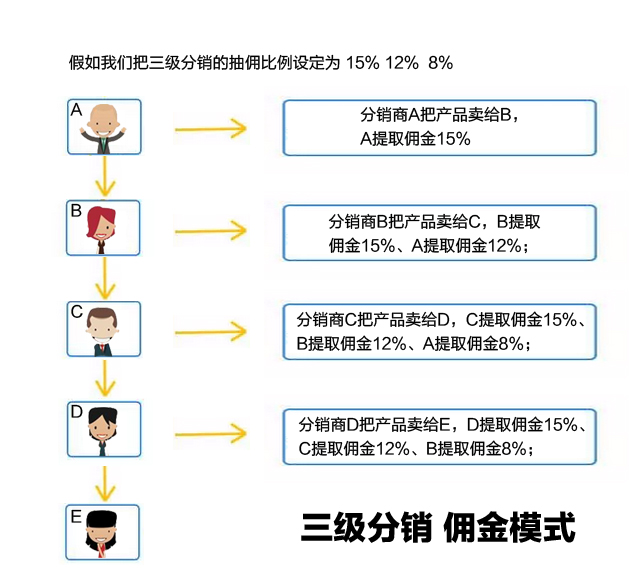 假如我们把三级分销的抽佣比例设定为 15% 12% 8%
A
分销商A把产品卖给B，
A提取佣金15%
B
分销商B把产品卖给C，B提取
佣金15%、A提取佣金12%；
C
分销商C把产品卖给D，C提取佣金15%、
B提取佣金12%、A提取佣金8%；
D
分销商D把产品卖给E，D提取佣金15%、
C提取佣金12%、B提取佣金8%；
E
三级分销 佣金模式